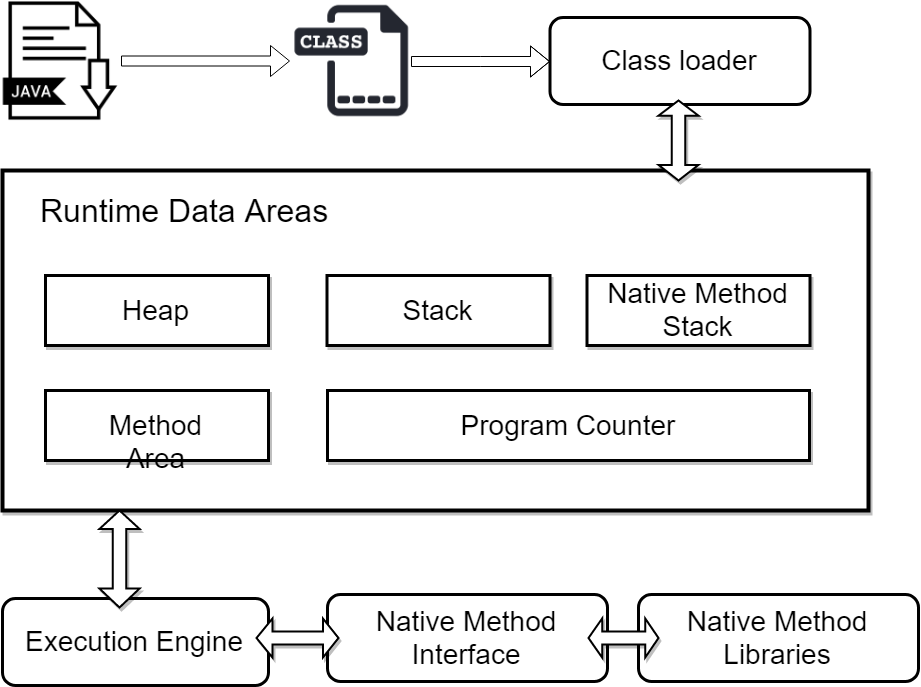 JAVA
CLASS
Class loader
Runtime Data Areas
Heap
Stack
Native Method
Stack
Method
Area
Program Counter
Execution Engine
Native Method
Interface
Native Method
Libraries